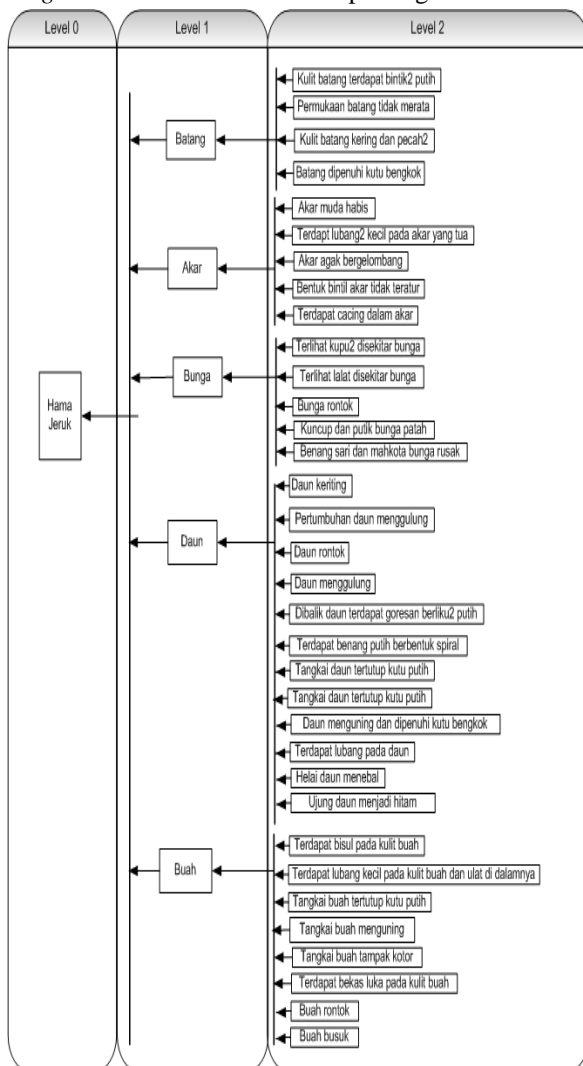 Level 0
Level 1
Level 2
Kulit batang terdapat bintik2 putih
Permukaan batang tidak merata
Batang
Kulit batang kering dan pecah2
Batang dipenuhi kutu bengkok
Akar muda habis
Terdapt lubang2 kecil pada akar yang tua
Akar
Akar agak bergelombang
Bentuk bintil akar tidak teratur
Terdapat cacing dalam akar
Terlihat kupu2 disekitar bunga
Bunga
Terlihat lalat disekitar bunga
Bunga rontok
Hama
Jeruk
Kuncup dan putik bunga patah
Benang sari dan mahkota bunga rusak
Daun keriting
Pertumbuhan daun menggulung
Daun
Daun rontok
Daun menggulung
Dibalik daun terdapat goresan berliku2 putih
Terdapat benang putih berbentuk spiral
Tangkai daun tertutup kutu putih
Tangkai daun tertutup kutu putih
Daun menguning dan dipenuhi kutu bengkok
Terdapat lubang pada daun
Helai daun menebal
Ujung daun menjadi hitam
Terdapat bisul pada kulit buah
Buah
Terdapat lubang kecil pada kulit buah dan ulat di dalamnya
Tangkai buah tertutup kutu putih
Tangkai buah menguning
Tangkai buah tampak kotor
Terdapat bekas luka pada kulit buah
Buah rontok
Buah busuk